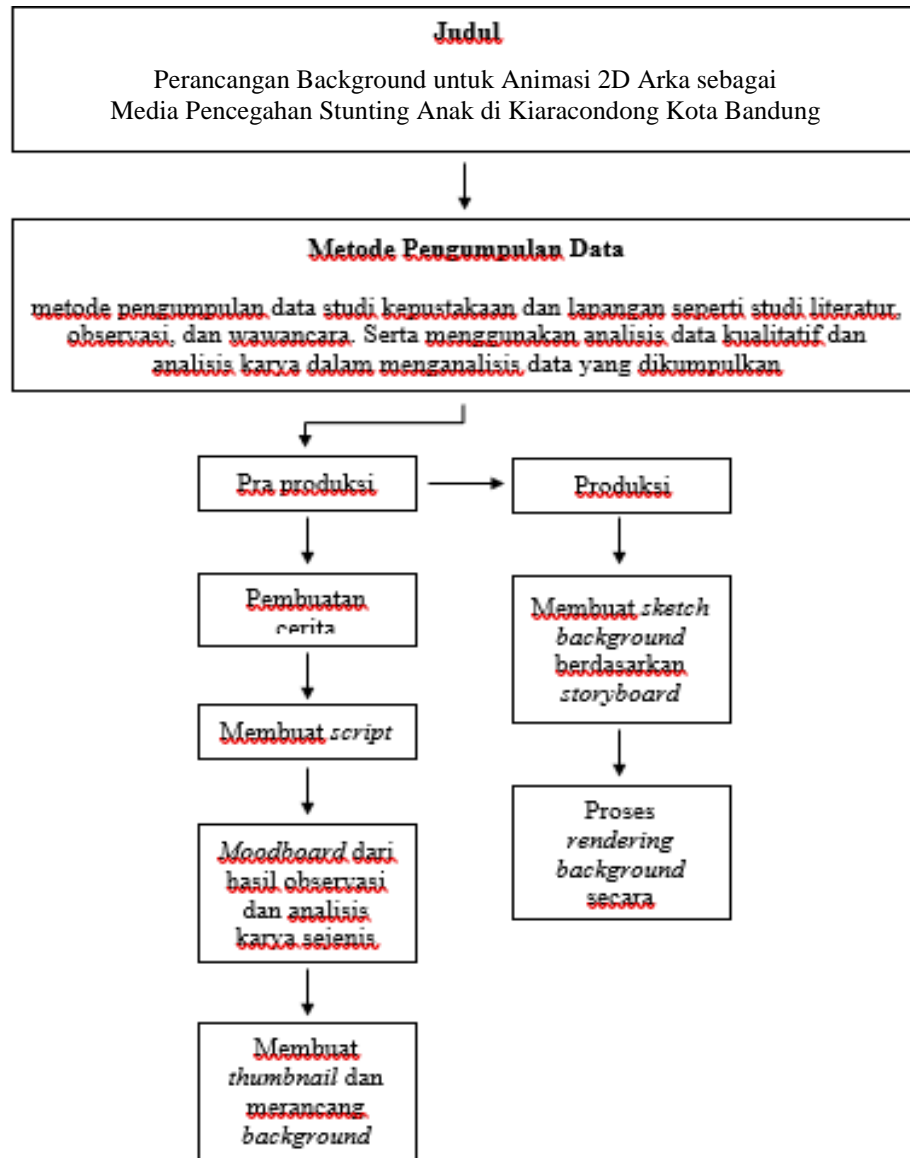 Judul
Perancangan Background untuk Animasi 2D Arka sebagai
Media Pencegahan Stunting Anak di Kiaracondong Kota Bandung
Metode Pengumpulan Data
metode pengumpulan data studi kepustakaan dan lapangan seperti studi literatur,
observasi, dan wawancara. Serta menggunakan analisis data kualitatif dan
analisis karya dalam menganalisis data yang dikumpulkan
Pra produksi
Produksi
Pembuatan
cerita
Membuat sketch
background
berdasarkan
storyboard
Membuat script
Proses
rendering
background
secara
Moodboard dari
hasil observasi
dan analisis
karya sejenis
Membuat
thumbnail dan
merancang
background